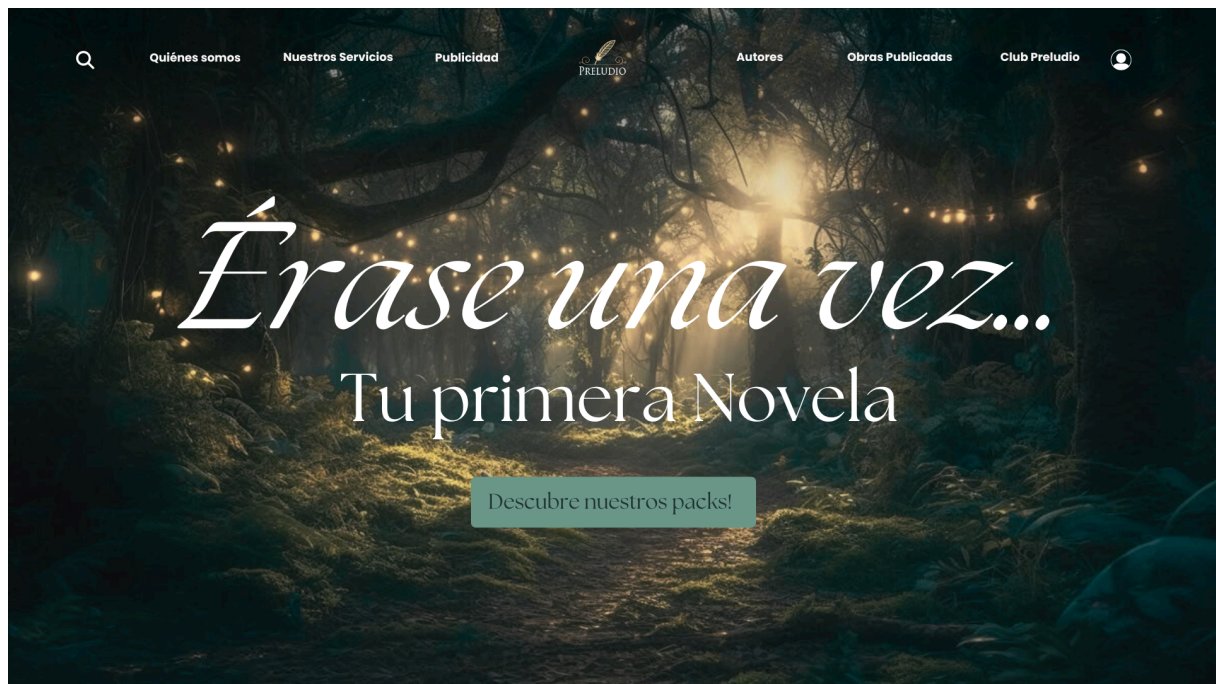 Quiénes somos
Nuestros Servicios
Publicidad
PRELUDIO
Autores
Obras Publicadas
Club Preludio
Érase una vez...
Tu primera Novela
Descubre nuestros packs!